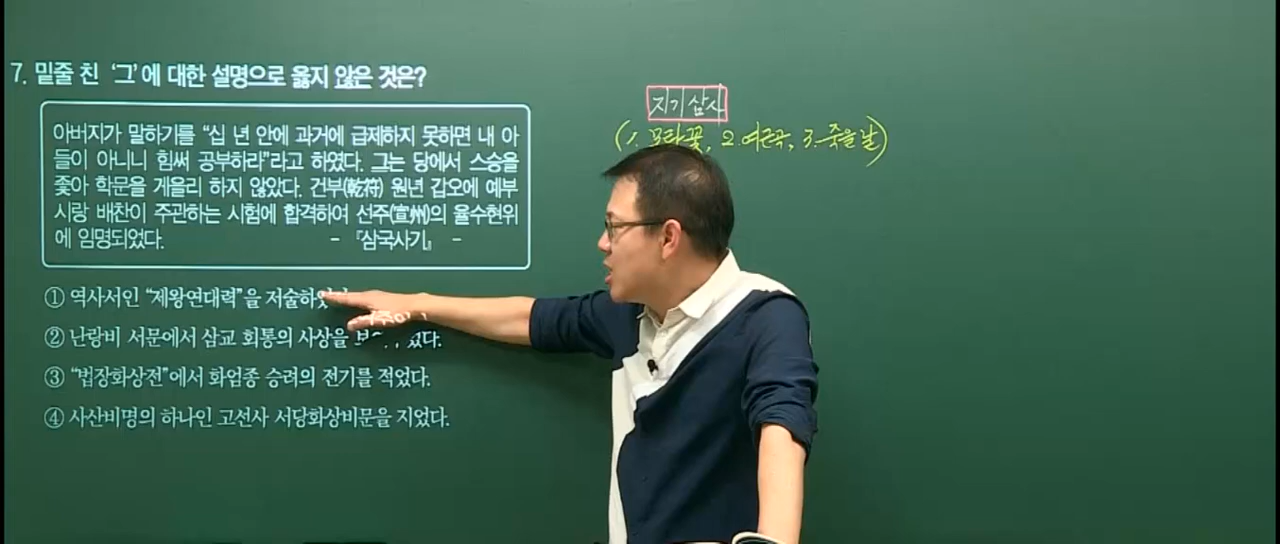 7. 밑줄 친 ‘그’에 대한 설명으로 옳지 않은 것은?
지기삼사
(1. 모란꽃, 2. 여근곡, 3. 죽을 날)
아버지가 말하기를 “십 년 안에 과거에 급제하지 못하면 내 아
들이 아니니 힘써 공부하라”라고 하였다. 그는 당에서 스승을
좇아 학문을 게을리 하지 않았다. 건부(乾符) 원년 갑오에 예부
시랑 배찬이 주관하는 시험에 합격하여 선주(宣州)의 율수현위
에 임명되었다.
- 『삼국사기』 -
① 역사서인 “제왕연대력”을 저술하였
② 난랑비 서문에서 삼교 회통의 사상을 보 었다.
③ “법장화상전”에서 화엄종 승려의 전기를 적었다.
④ 사산비명의 하나인 고선사 서당화상비문을 지었다.